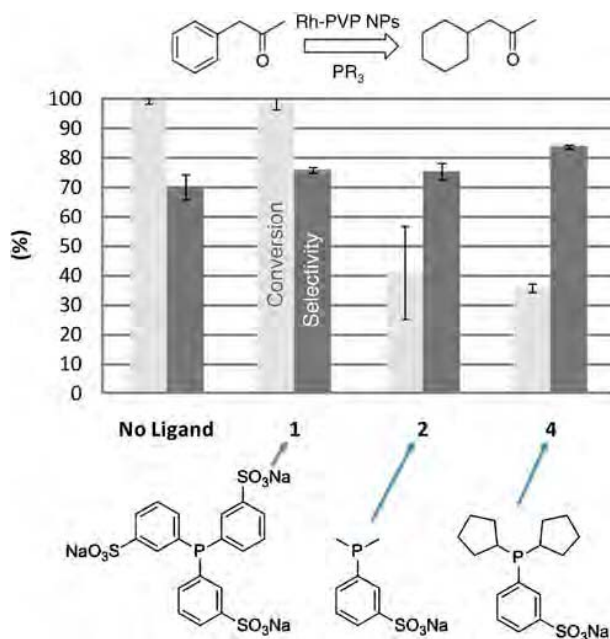 O
Rh-PVP NPs
PR3
O
100
90
80
70
60
50
40
30
20
10
0
(%)
Conversion
Selectivity
No Ligand
1
2
4
SO3Na
NaO3S
P
SO3Na
P
SO3Na
P
SO3Na